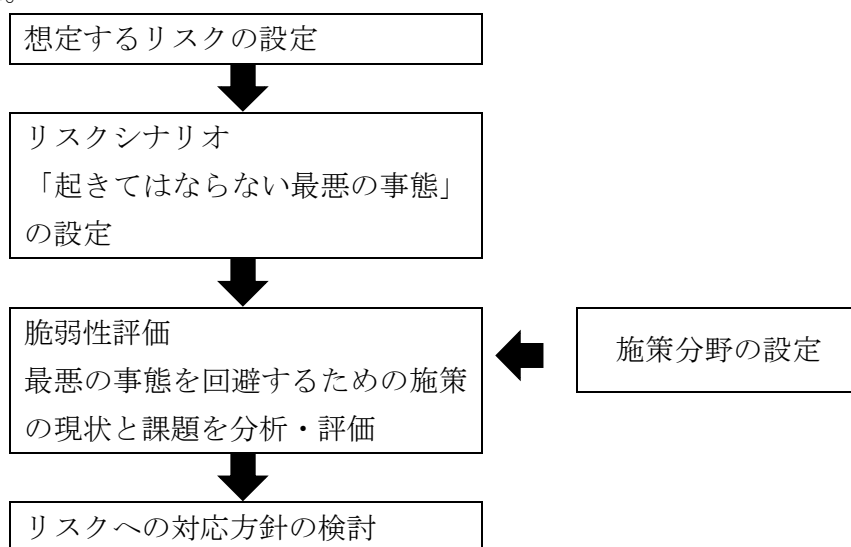 想定するリスクの設定
リスクシナリオ
「起きてはならない最悪の事態」
の設定
脆弱性評価
最悪の事態を回避するための施策
の現状と課題を分析・評価
施策分野の設定
リスクへの対応方針の検討